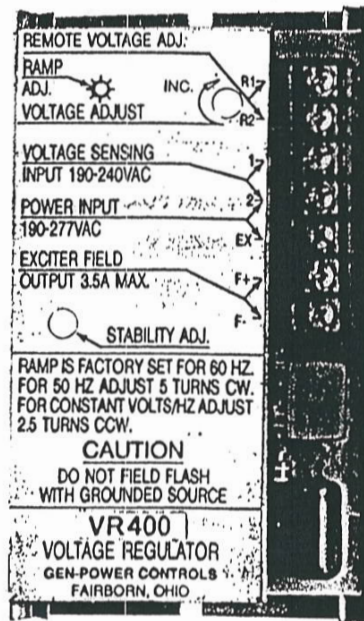 REMOTE VOLTAGE ADJ.
RAMP
ADJ.
INC.
R1
R2
VOLTAGE ADJUST
VOLTAGE SENSING
INPUT 190-240VAC
1
2
POWER INPUT
190-277VAC
EX
EXCITER FIELD
OUTPUT 3.5A MAX.
F+
F-
STABILITY ADJ.
RAMP IS FACTORY SET FOR 60 HZ.
FOR 50 HZ ADJUST 5 TURNS CW.
FOR CONSTANT VOLTS/HZ ADJUST
2.5 TURNS CCW.
CAUTION
DO NOT FIELD FLASH
WITH GROUNDED SOURCE
VR400
VOLTAGE REGULATOR
GEN-POWER CONTROLS
FAIRBORN, OHIO